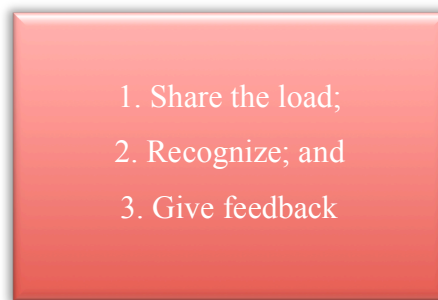 1. Share the load;
2. Recognize; and
3. Give feedback